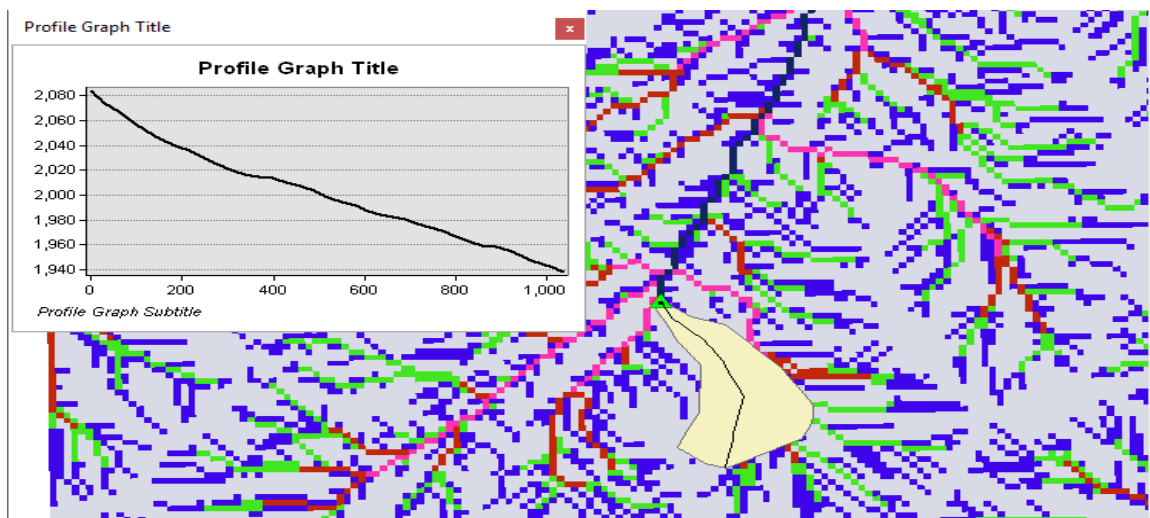 Profile Graph Title
x
Profile Graph Title
2,080
2,060
2,040
2,020
2,000
1,980
1,960
1,940
0 200 400 600 800 1,000
Profile Graph Subtitle